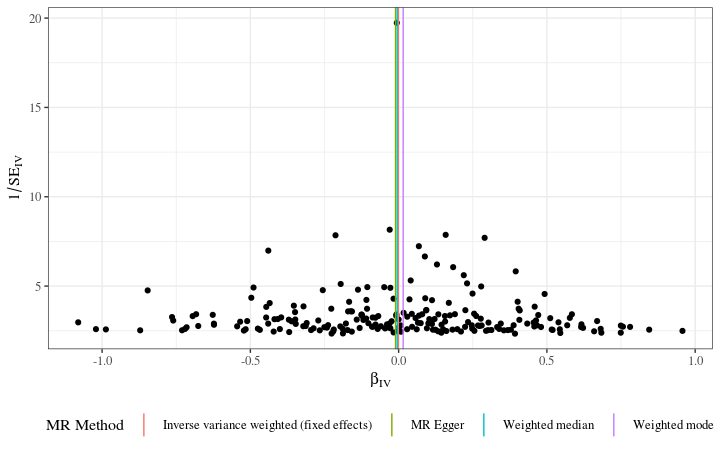 20
15
10
5
1/SE_IV
-1.0 -0.5 0.0 0.5 1.0
β_IV
MR Method Inverse variance weighted (fixed effects) MR Egger Weighted median Weighted mode